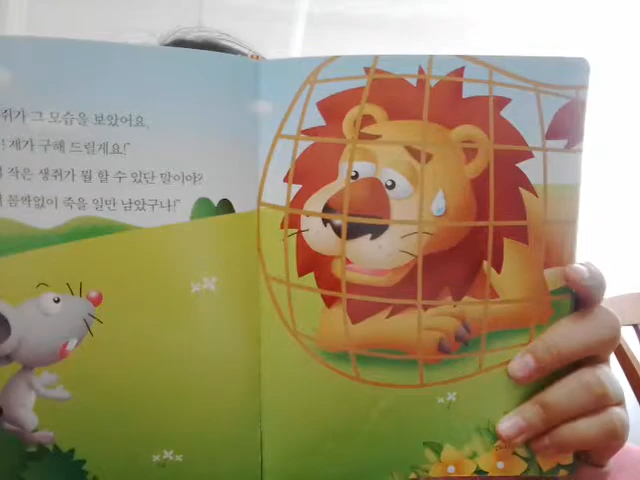 쥐가 그 모습을 보았어요.
! 제가 구해 드릴게요!"
작은 생쥐가 뭘 할 수 있단 말이야?
꼼짝없이 죽을 일만 남았구나!"